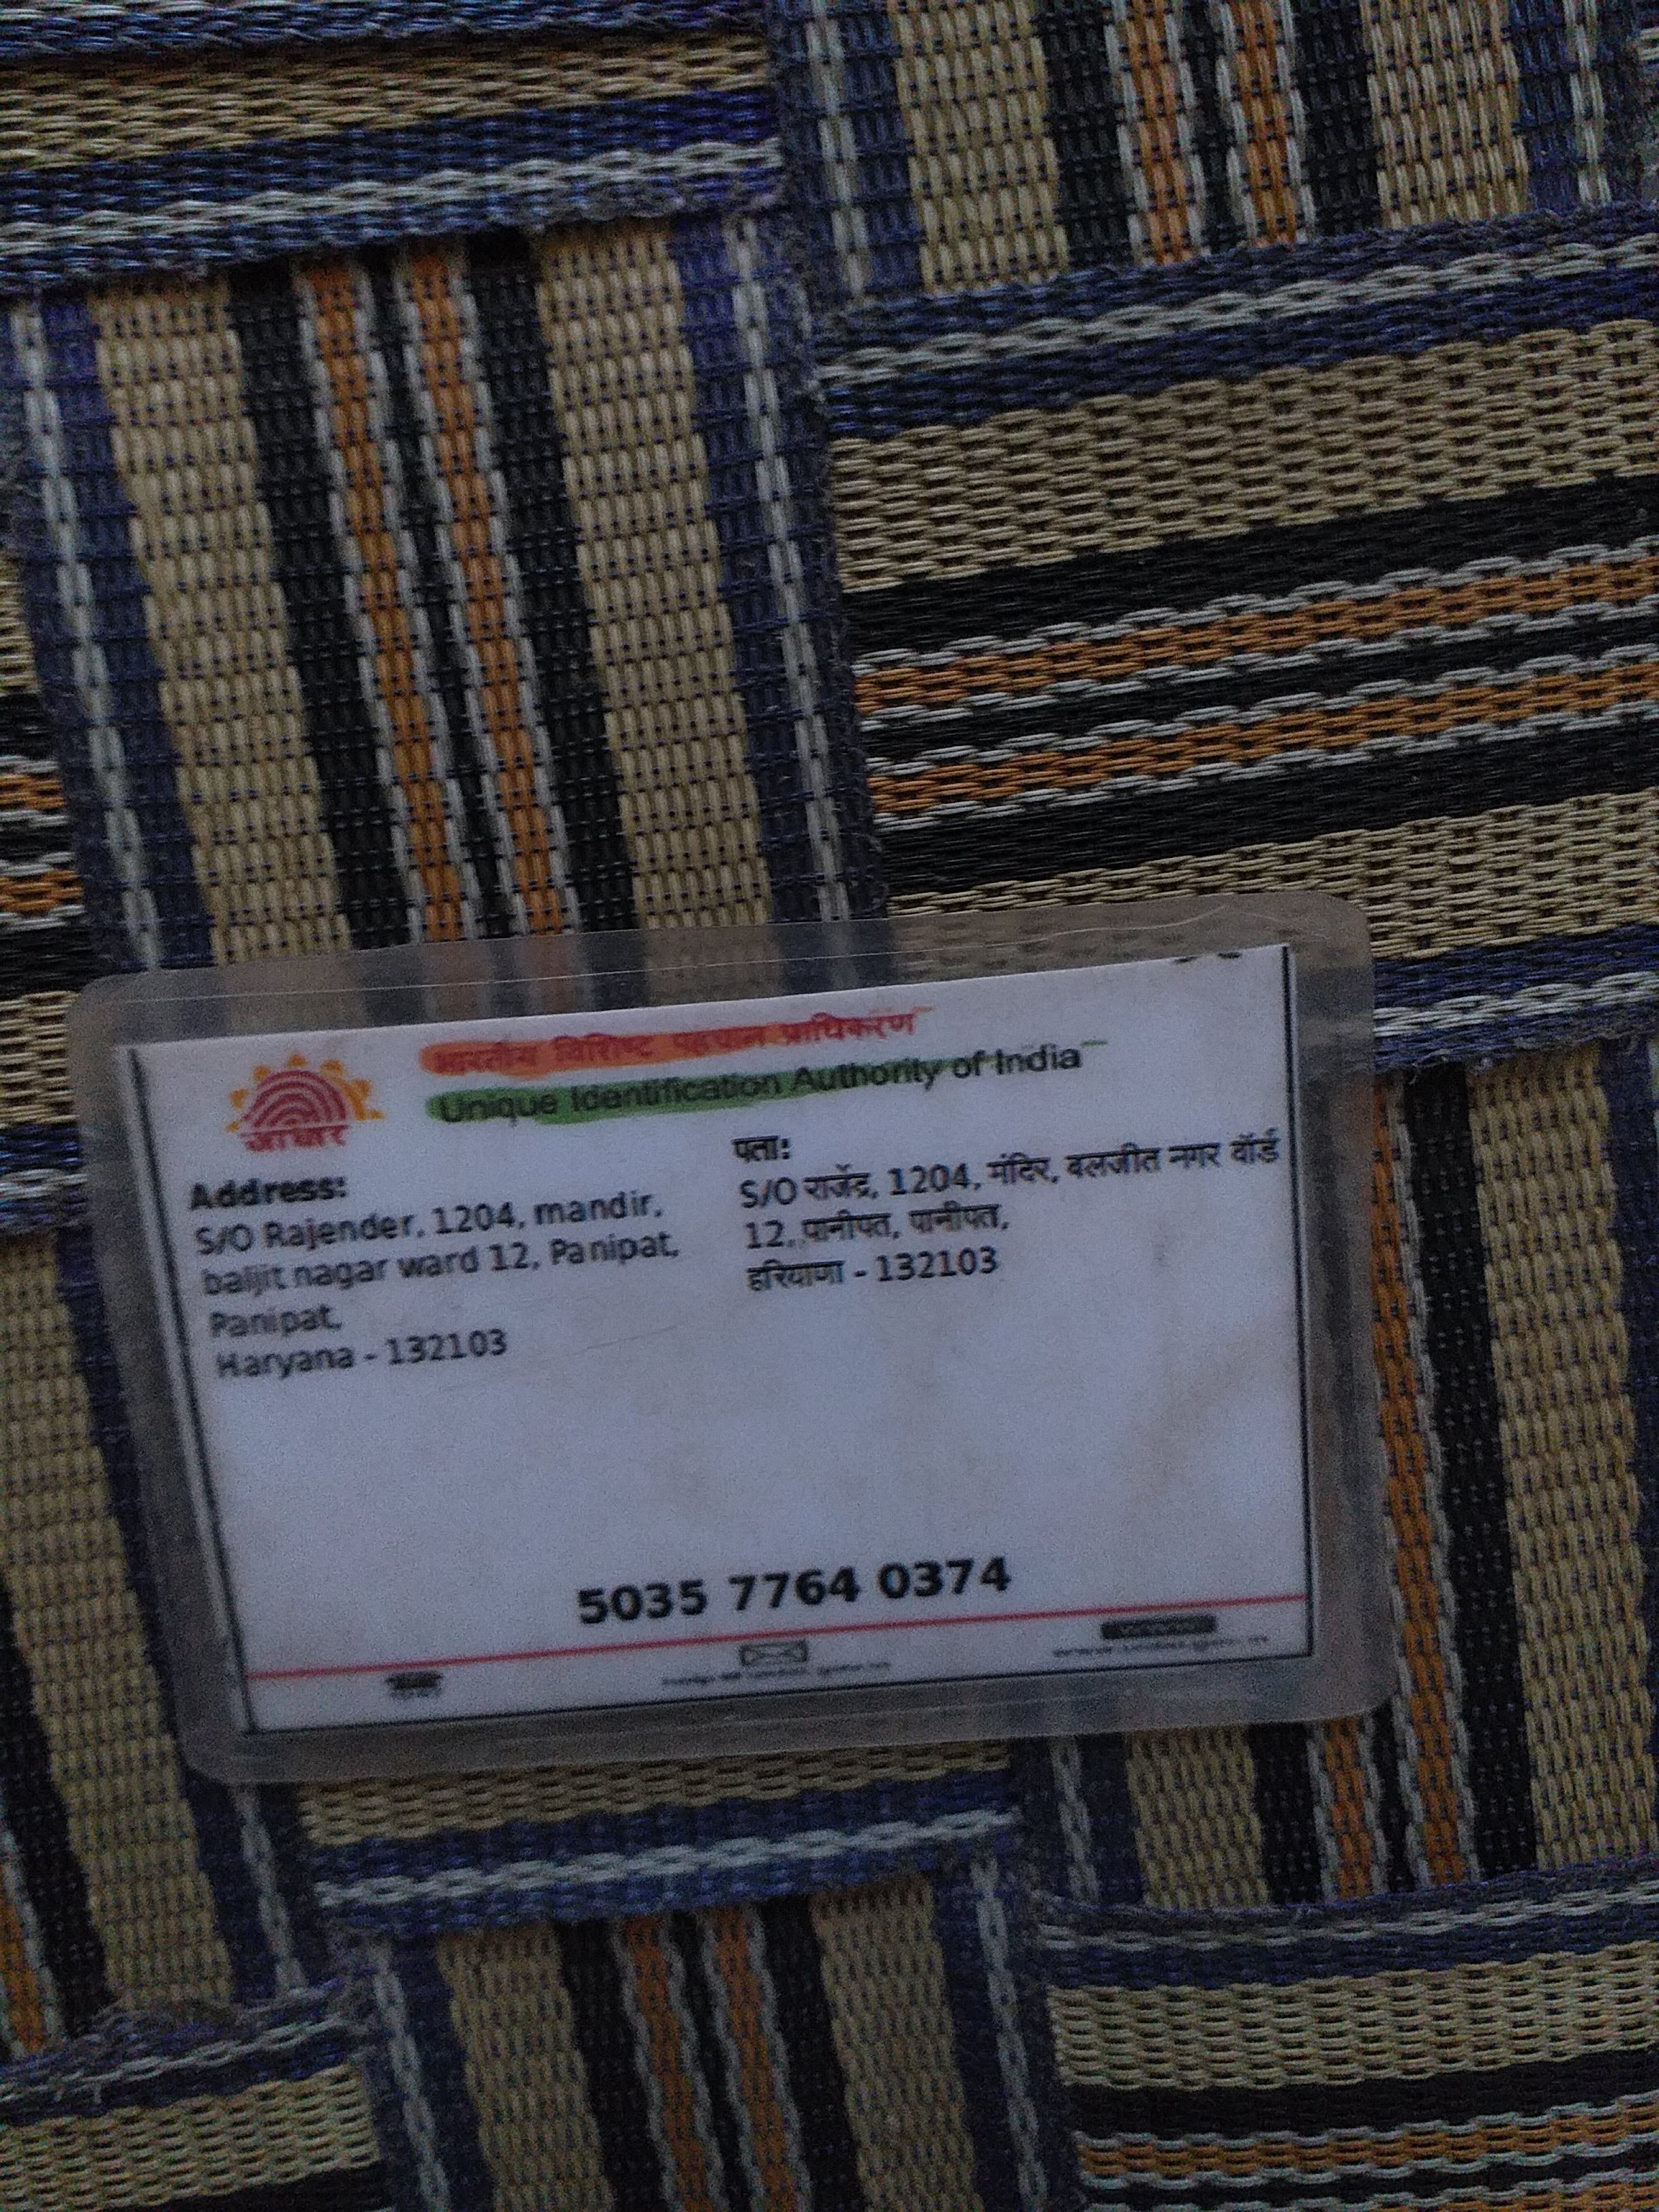 भारतीय विशिष्ट पहचान प्राधिकरण
Unique Identification Authority of India
आधार
Address:
S/O Rajender, 1204, mandir,
baljit nagar ward 12, Panipat,
Panipat,
Haryana - 132103
पता:
S/O राजेंद्र, 1204, मंदिर, बलजीत नगर वॉर्ड
12, पानीपत, पानीपत,
हरियाणा - 132103
5035 7764 0374